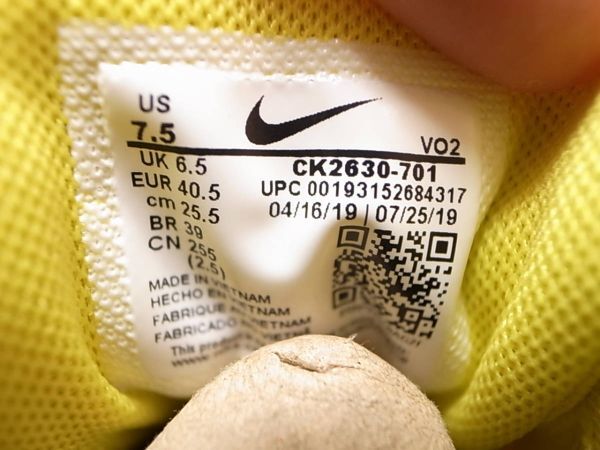 US
7.5
VO2
UK 6.5
EUR 40.5
cm 25.5
BR 39
CN 255
(2.5)
CK2630-701
UPC 00193152684317
04/16/19 | 07/25/19
MADE IN VIETNAM
HECHO EN VIETNAM
FABRIQUE AU VIETNAM
FABRICADO VIETNAM
This